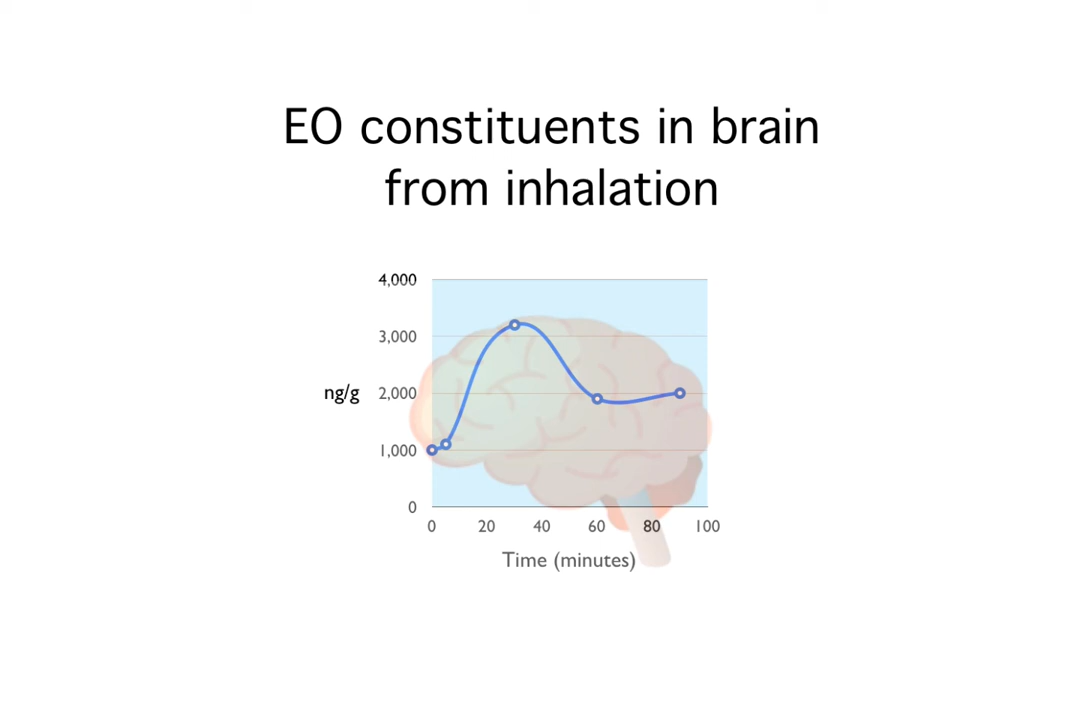 EO constituents in brain
from inhalation
4,000
3,000
ng/g 2,000
1,000
0
0 20 40 60 80 100
Time (minutes)